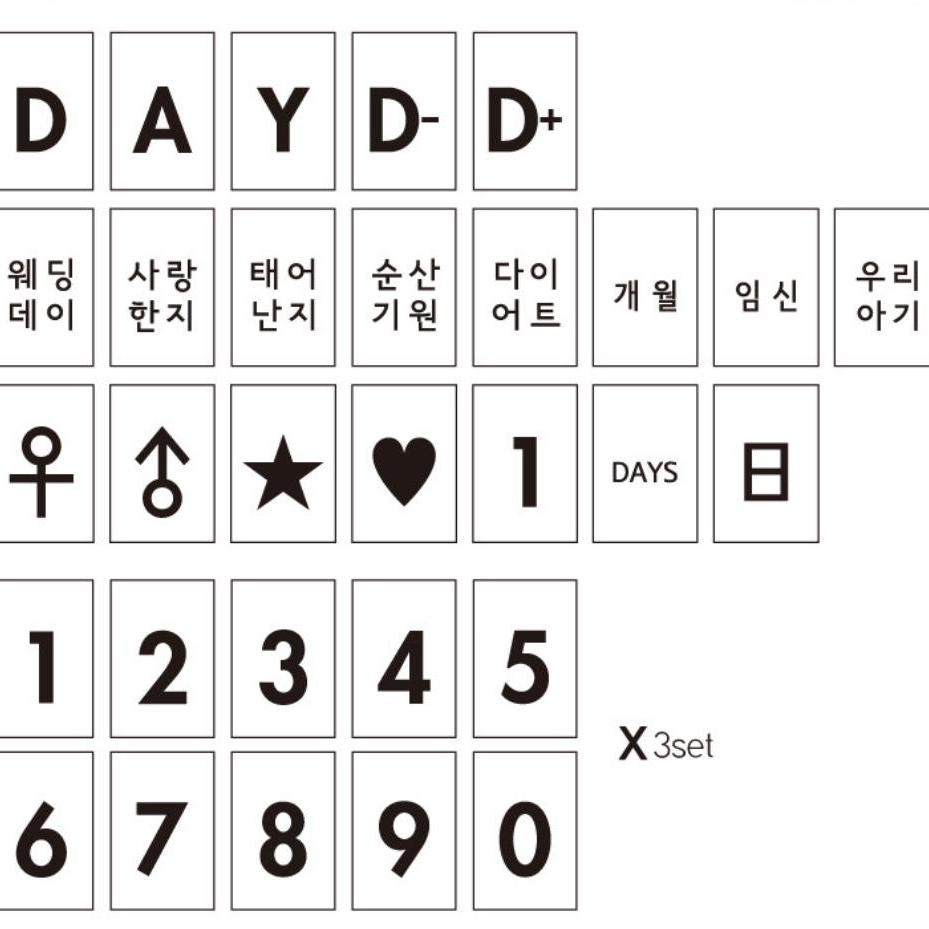 D A Y D- D+
웨딩 사랑 태어 순산 다이 개월 임신 우리
데이 한지 난지 기원 어트 아기
♀ ♂ ★ ♥ 1 DAYS 日
1 2 3 4 5
X 3set
6 7 8 9 0